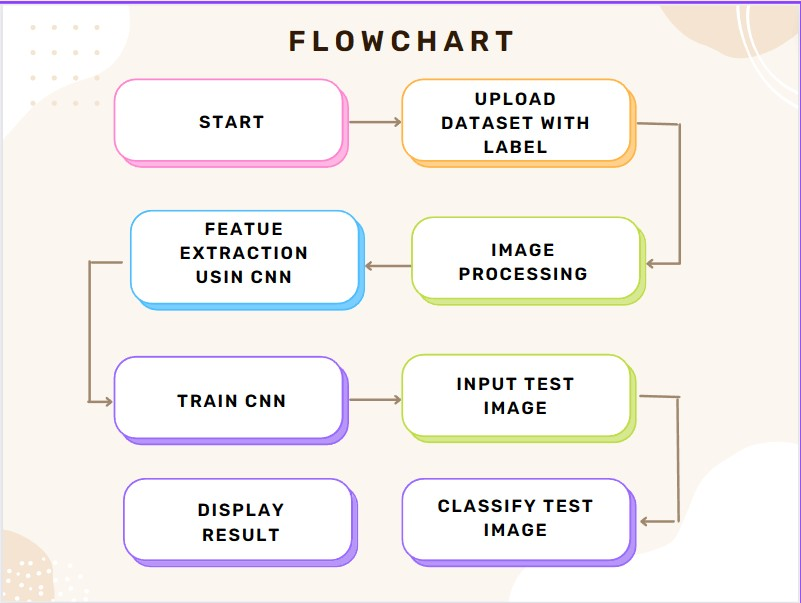 FLOWCHART
START
UPLOAD
DATASET WITH
LABEL
IMAGE
PROCESSING
FEATUE
EXTRACTION
USIN CNN
TRAIN CNN
INPUT TEST
IMAGE
CLASSIFY TEST
IMAGE
DISPLAY
RESULT